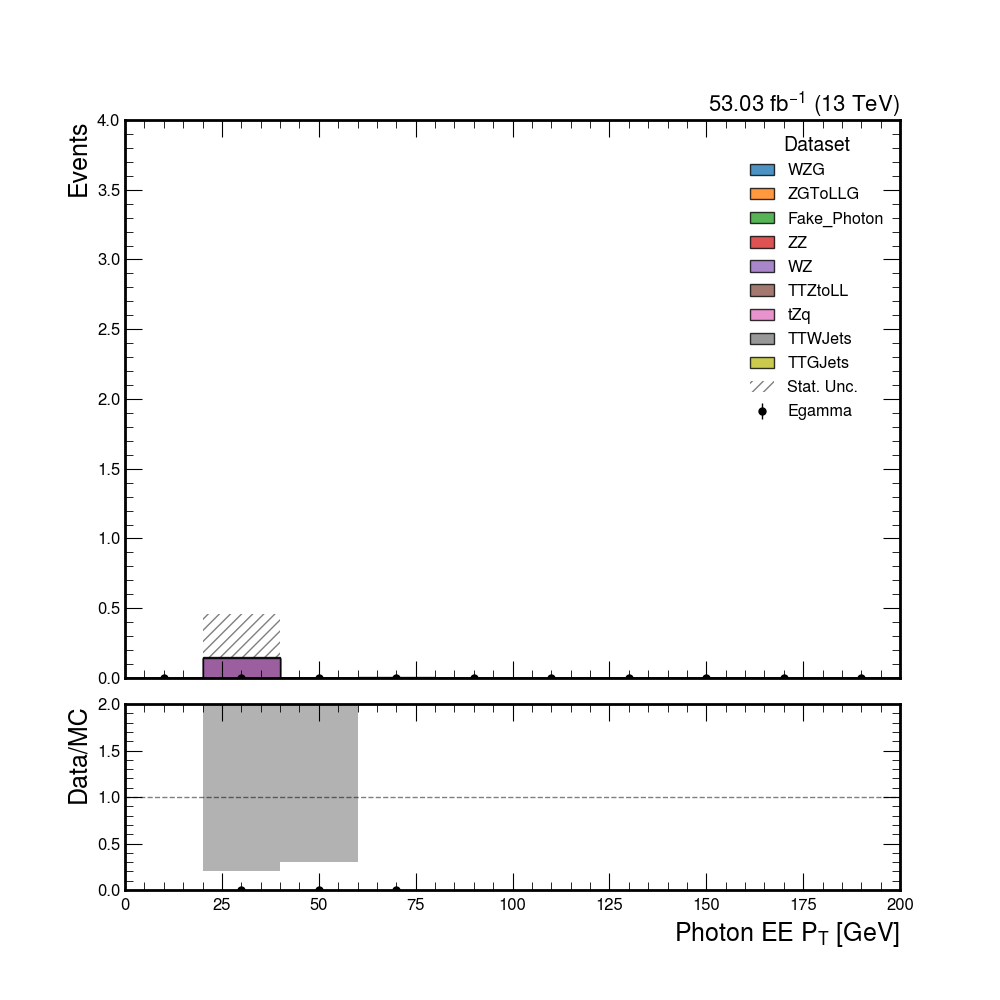 53.03 fb⁻¹ (13 TeV)
Events
4.0
3.5
3.0
2.5
2.0
1.5
1.0
0.5
0.0
Dataset
WZG
ZGToLLG
Fake_Photon
ZZ
WZ
TTZtoLL
tZq
TTWJets
TTGJets
Stat. Unc.
Egamma
Data/MC
2.0
1.5
1.0
0.5
0.0
0 25 50 75 100 125 150 175 200
Photon EE P_T [GeV]